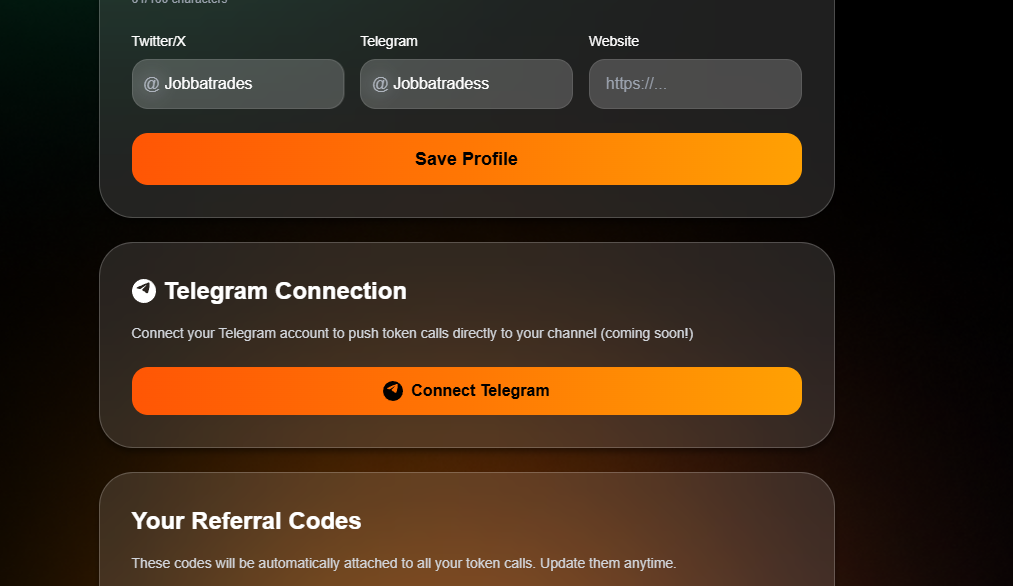 Twitter/X Telegram Website
@ Jobbatrades @ Jobbatradess https://...
Save Profile
Telegram Connection
Connect your Telegram account to push token calls directly to your channel (coming soon!)
Connect Telegram
Your Referral Codes
These codes will be automatically attached to all your token calls. Update them anytime.